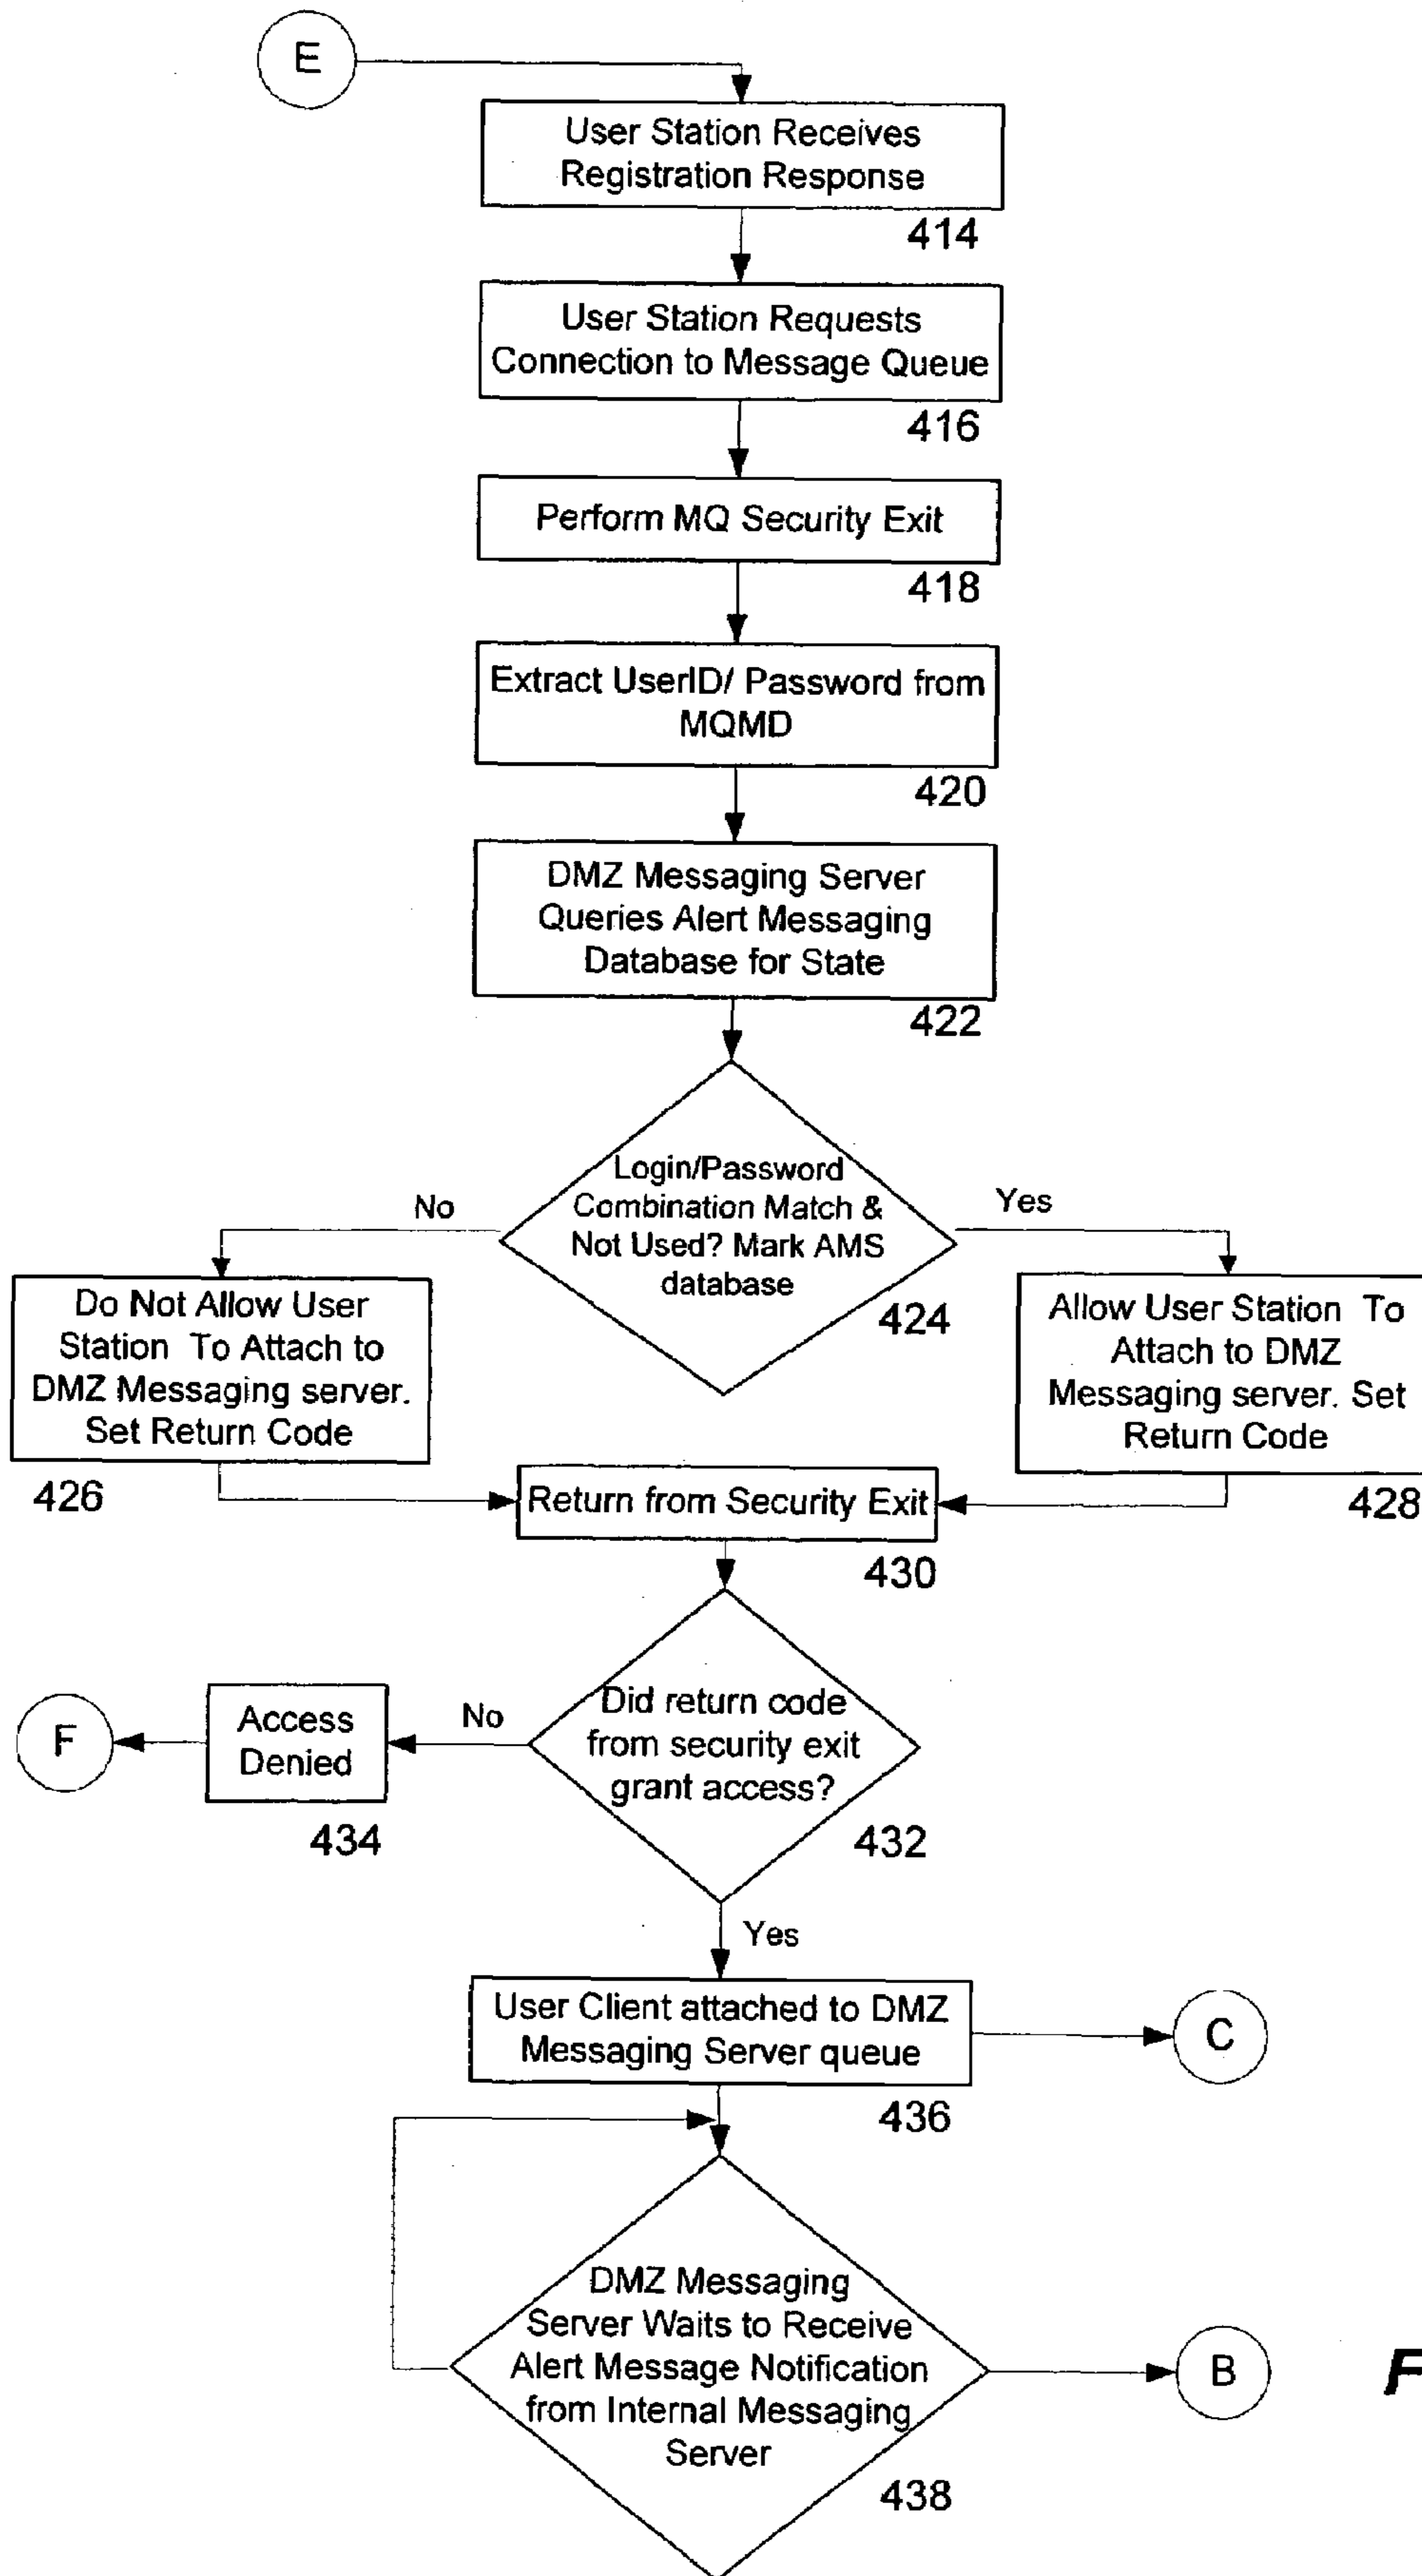 E
User Station Receives
Registration Response
414
User Station Requests
Connection to Message Queue
416
Perform MQ Security Exit
418
Extract UserID/ Password from
MQMD
420
DMZ Messaging Server
Queries Alert Messaging
Database for State
422
Login/Password
Combination Match &
Not Used? Mark AMS
database
424
No
Yes
Do Not Allow User
Station To Attach to
DMZ Messaging server.
Set Return Code
426
Allow User Station To
Attach to DMZ
Messaging server. Set
Return Code
428
Return from Security Exit
430
Did return code
from security exit
grant access?
432
No
Access
Denied
434
F
Yes
User Client attached to DMZ
Messaging Server queue
436
C
DMZ Messaging
Server Waits to Receive
Alert Message Notification
from Internal Messaging
Server
438
B
F